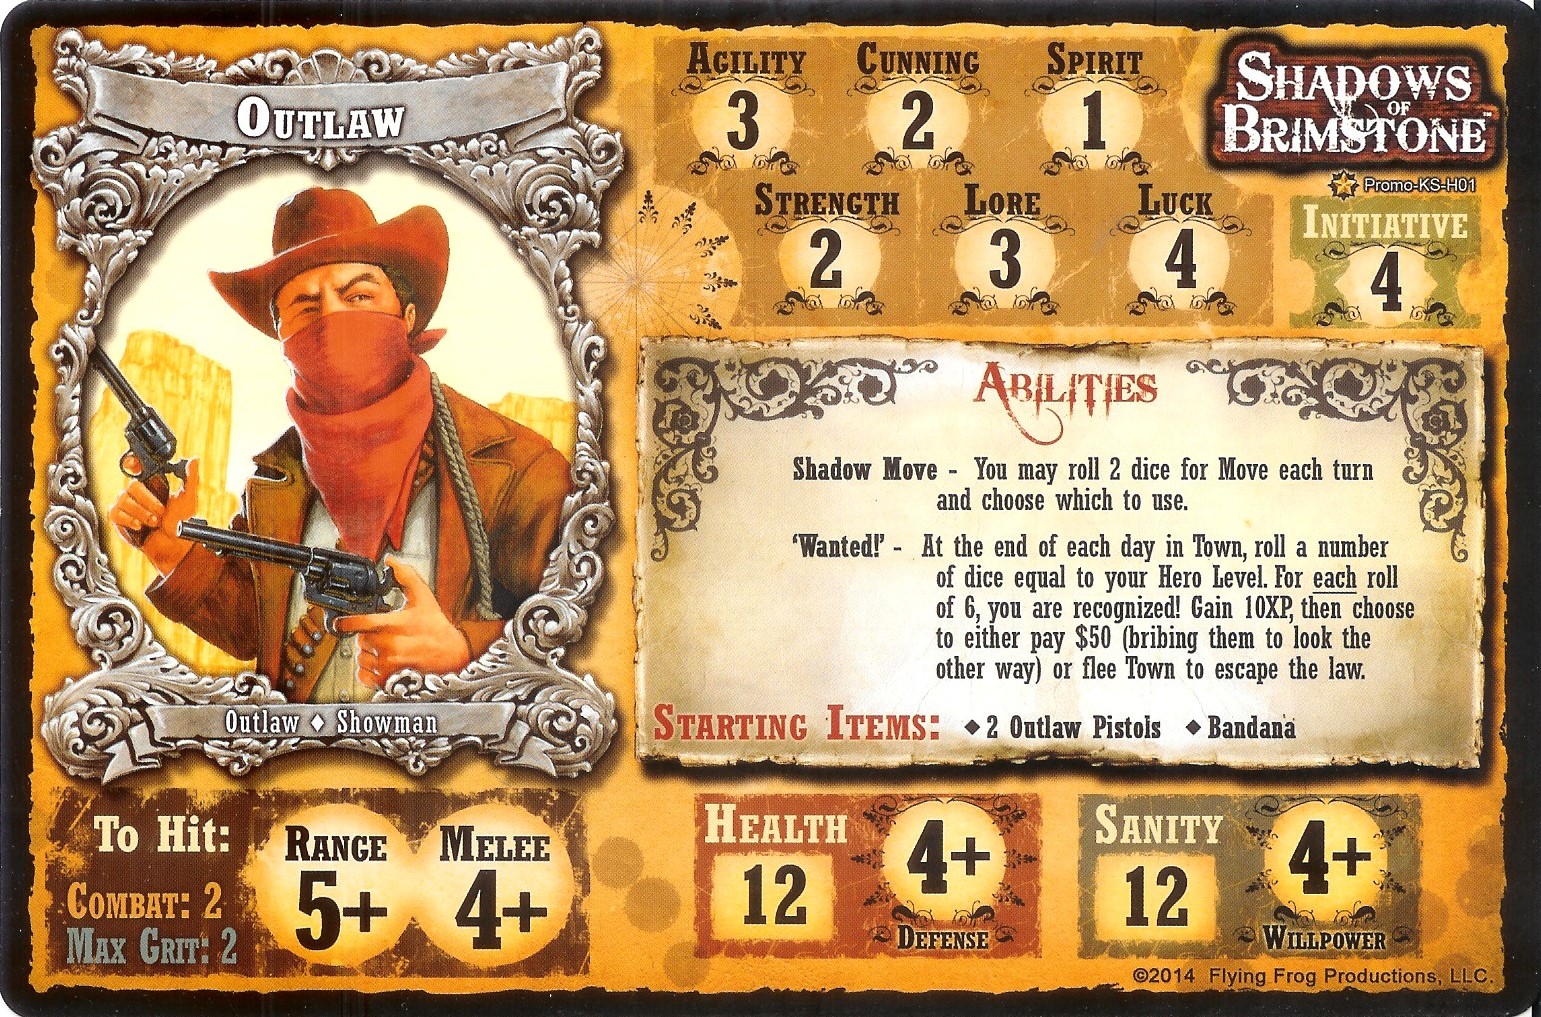 Outlaw
Agility
3
Cunning
2
Spirit
1
Shadows
of
Brimstone™
Promo-KS-H01
Strength
2
Lore
3
Luck
4
Initiative
4
Abilities
Shadow Move - You may roll 2 dice for Move each turn
and choose which to use.
'Wanted!' - At the end of each day in Town, roll a number
of dice equal to your Hero Level. For each roll
of 6, you are recognized! Gain 10XP, then choose
to either pay $50 (bribing them to look the
other way) or flee Town to escape the law.
Starting Items: ◆ 2 Outlaw Pistols ◆ Bandana
Outlaw ◆ Showman
To Hit:
Combat: 2
Max Grit: 2
Range
5+
Melee
4+
Health
12
4+
Defense
Sanity
12
4+
Willpower
©2014 Flying Frog Productions, LLC.